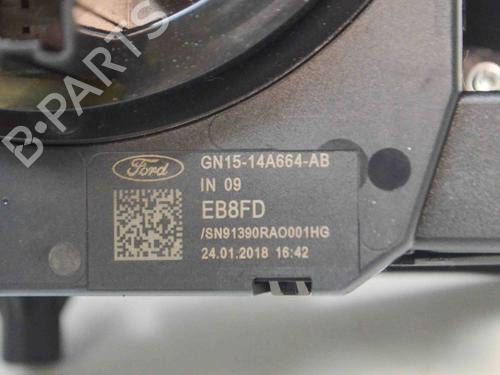 B-PARTS
Ford
GN15-14A664-AB
IN 09
EB8FD
/SN91390RAO001HG
24.01.2018 16:42